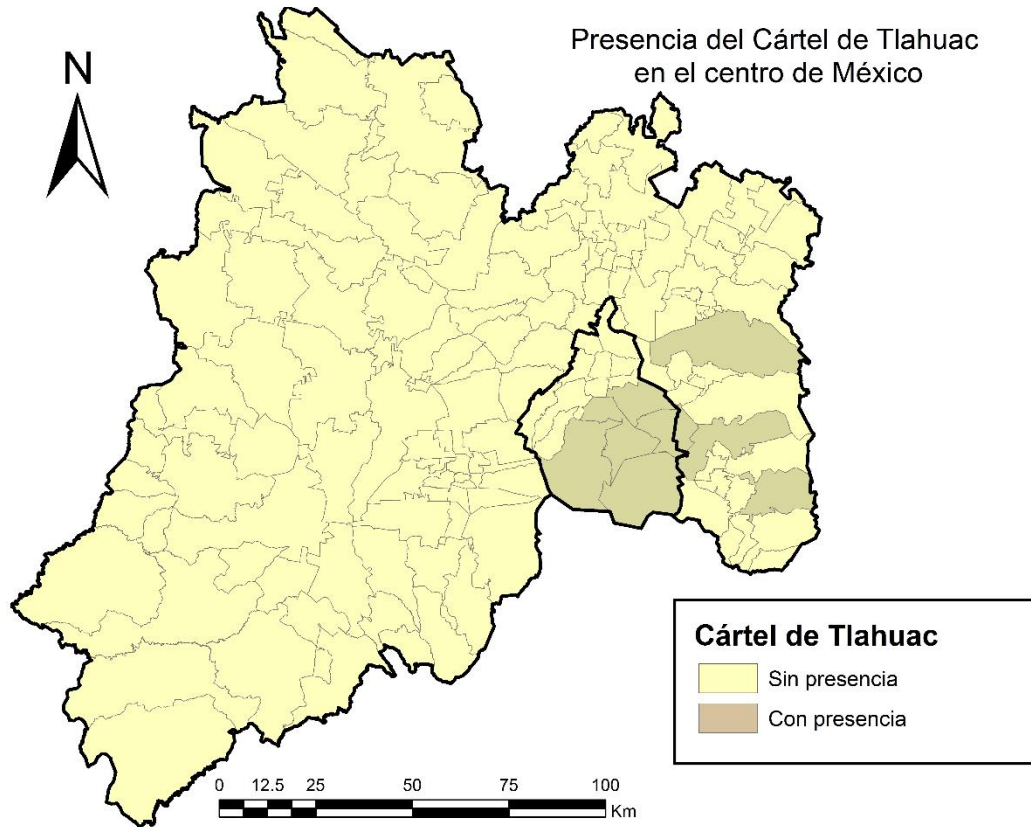 Presencia del Cártel de Tlahuac
en el centro de México
N
Cártel de Tlahuac
Sin presencia
Con presencia
0 12.5 25 50 75 100
Km